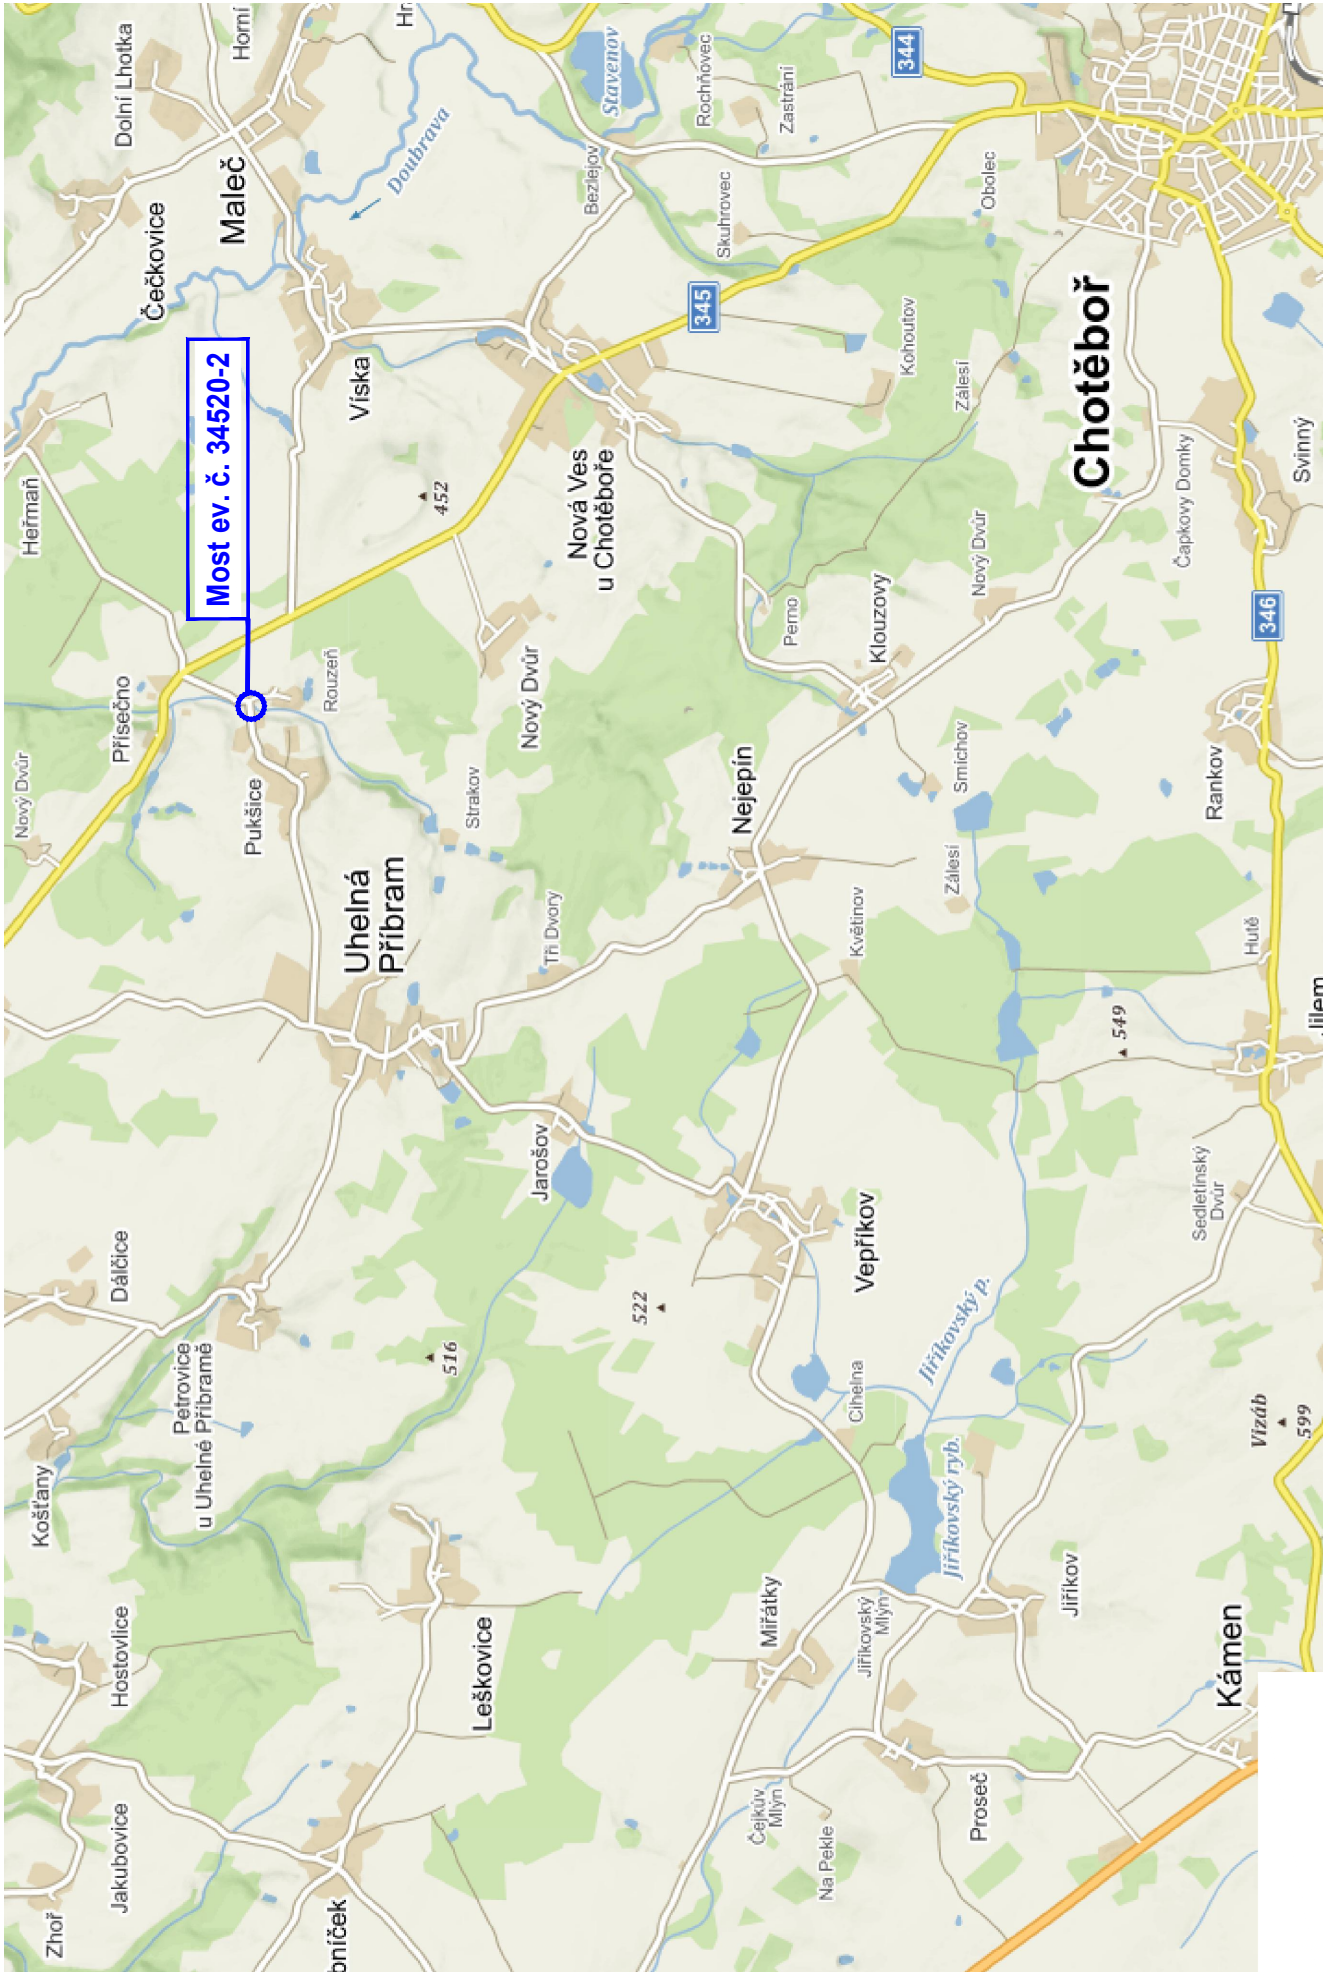 Nový Dvůr
Heřmaň
Košťany
Zhoř
Dálčice
Hostovlice
Jakubovice
Přísečno
Dolní Lhotka
Čečkovice
Petrovice
u Uhelné Příbramě
Most ev. č. 34520-2
Maleč
Horní
Pukšice
Rouzeň
bníček
Víska
Uhelná
Příbram
Doubrava
452
516
Strakov
Leškovice
Nový Dvůr
Tři Dvory
Jarošov
Nová Ves
u Chotěboře
Bezlejov
Stavenov
522
345
Rochňovec
Skuhrovec
Nejepín
Miřátky
Čejkův
Mlýn
Zastrání
Perno
Na Pekle
Cihelna
Květinov
Vepříkov
Jiříkovský
Mlýn
Klouzovy
Kohoutov
344
Jiříkovský ryb.
Jiříkovský p.
Zálesí
Smíchov
Zálesí
Nový Dvůr
Obolec
Proseč
Jiříkov
Chotěboř
549
Čapkovy Domky
Sedletínský
Dvůr
Rankov
Kámen
Hutě
346
Vizáb
599
Svinný
Jilem